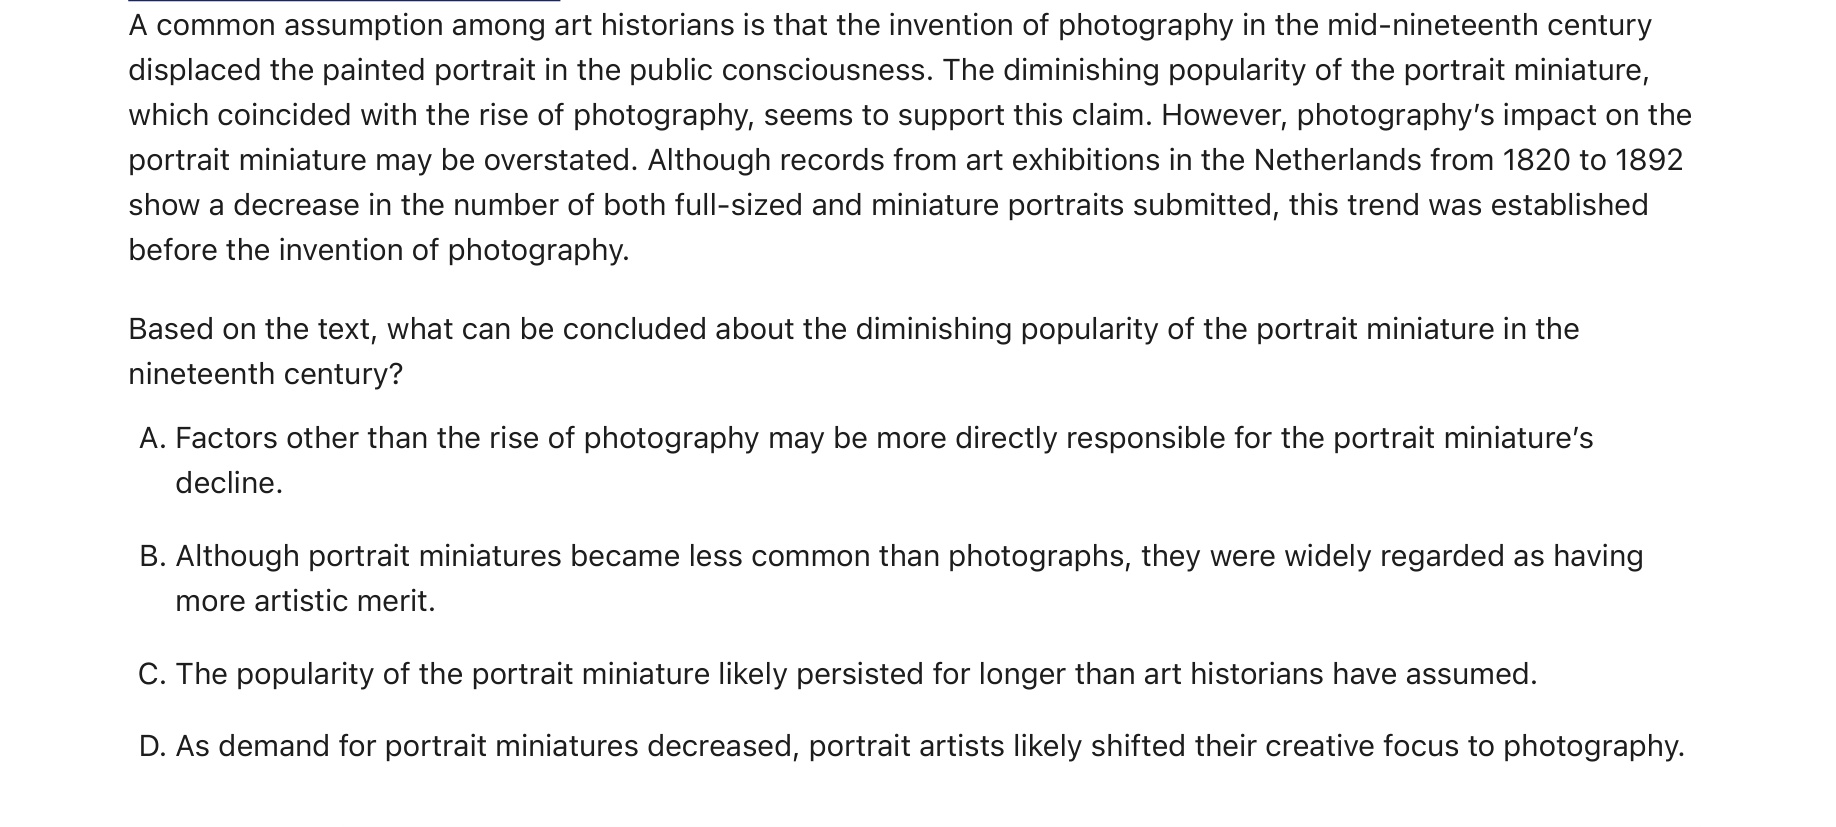 A common assumption among art historians is that the invention of photography in the mid-nineteenth century
displaced the painted portrait in the public consciousness. The diminishing popularity of the portrait miniature,
which coincided with the rise of photography, seems to support this claim. However, photography’s impact on the
portrait miniature may be overstated. Although records from art exhibitions in the Netherlands from 1820 to 1892
show a decrease in the number of both full-sized and miniature portraits submitted, this trend was established
before the invention of photography.
Based on the text, what can be concluded about the diminishing popularity of the portrait miniature in the
nineteenth century?
A. Factors other than the rise of photography may be more directly responsible for the portrait miniature’s
decline.
B. Although portrait miniatures became less common than photographs, they were widely regarded as having
more artistic merit.
C. The popularity of the portrait miniature likely persisted for longer than art historians have assumed.
D. As demand for portrait miniatures decreased, portrait artists likely shifted their creative focus to photography.